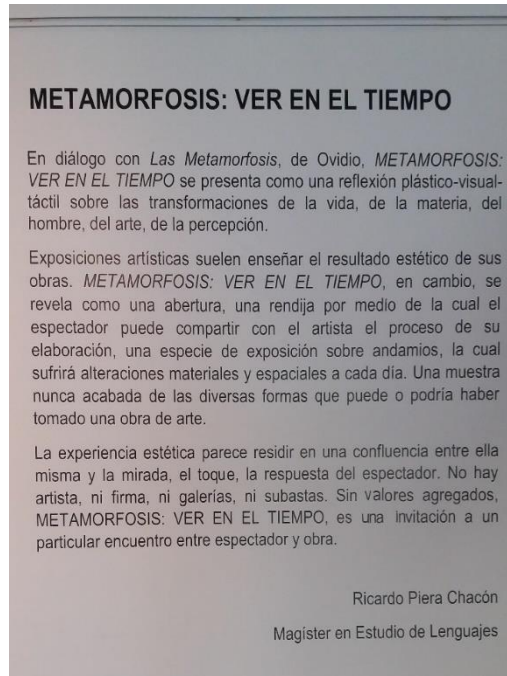 METAMORFOSIS: VER EN EL TIEMPO
En diálogo con Las Metamorfosis, de Ovidio, METAMORFOSIS:
VER EN EL TIEMPO se presenta como una reflexión plástico-visual-
táctil sobre las transformaciones de la vida, de la materia, del
hombre, del arte, de la percepción.
Exposiciones artísticas suelen enseñar el resultado estético de sus
obras. METAMORFOSIS: VER EN EL TIEMPO, en cambio, se
revela como una abertura, una rendija por medio de la cual el
espectador puede compartir con el artista el proceso de su
elaboración, una especie de exposición sobre andamios, la cual
sufrirá alteraciones materiales y espaciales a cada día. Una muestra
nunca acabada de las diversas formas que puede o podría haber
tomado una obra de arte.
La experiencia estética parece residir en una confluencia entre ella
misma y la mirada, el toque, la respuesta del espectador. No hay
artista, ni firma, ni galerías, ni subastas. Sin valores agregados,
METAMORFOSIS: VER EN EL TIEMPO, es una invitación a un
particular encuentro entre espectador y obra.
Ricardo Piera Chacón
Magíster en Estudio de Lenguajes